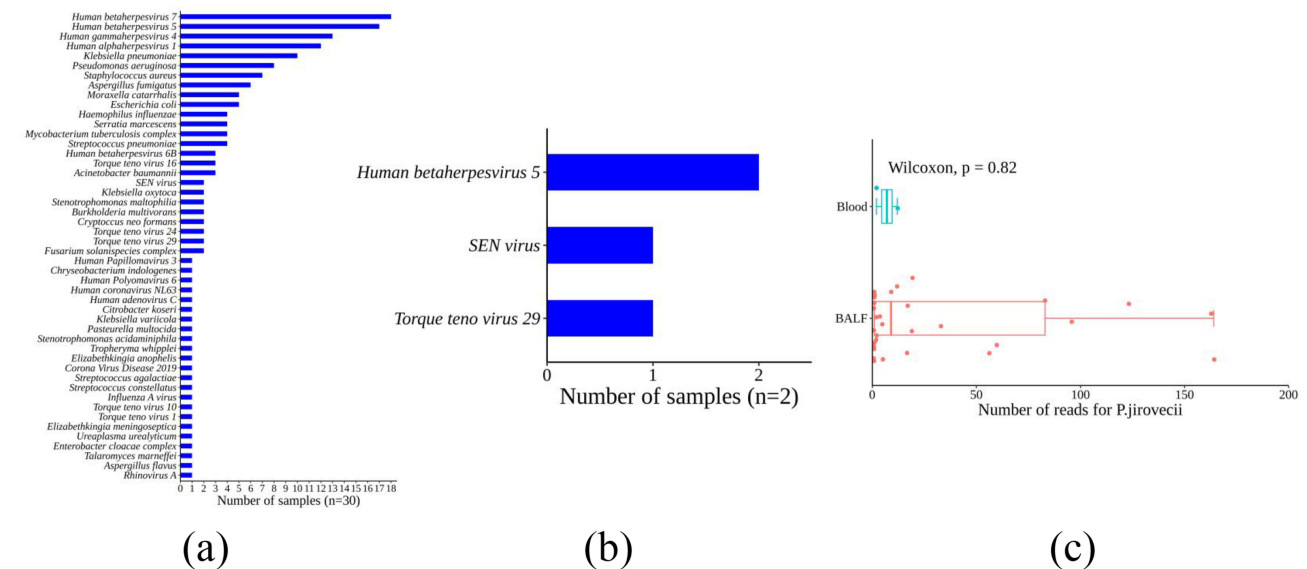 Human betaherpesvirus 7
Human betaherpesvirus 5
Human gammaherpesvirus 4
Human alphaherpesvirus 1
Klebsiella pneumoniae
Pseudomonas aeruginosa
Staphylococcus aureus
Aspergillus fumigatus
Moraxella catarrhalis
Escherichia coli
Haemophilus influenzae
Serratia marcescens
Mycobacterium tuberculosis complex
Streptococcus pneumoniae
Human betaherpesvirus 6B
Torque teno virus 16
Acinetobacter baumannii
SEN virus
Klebsiella oxytoca
Stenotrophomonas maltophilia
Burkholderia multivorans
Cryptoccus neo formans
Torque teno virus 24
Torque teno virus 29
Fusarium solanispecies complex
Human Papillomavirus 3
Chryseobacterium indologenes
Human Polyomavirus 6
Human coronavirus NL63
Human adenovirus C
Citrobacter koseri
Klebsiella variicola
Pasteurella multocida
Stenotrophomonas acidaminiphila
Tropheryma whipplei
Elizabethkingia anophelis
Corona Virus Disease 2019
Streptococcus agalactiae
Streptococcus constellatus
Influenza A virus
Torque teno virus 10
Torque teno virus 1
Elizabethkingia meningoseptica
Ureaplasma urealyticum
Enterobacter cloacae complex
Talaromyces marneffei
Aspergillus flavus
Rhinovirus A
0 1 2 3 4 5 6 7 8 9 10 11 12 13 14 15 16 17 18
Number of samples (n=30)
(a)
Human betaherpesvirus 5
SEN virus
Torque teno virus 29
0 1 2
Number of samples (n=2)
(b)
Wilcoxon, p = 0.82
Blood
BALF
0 50 100 150 200
Number of reads for P.jirovecii
(c)